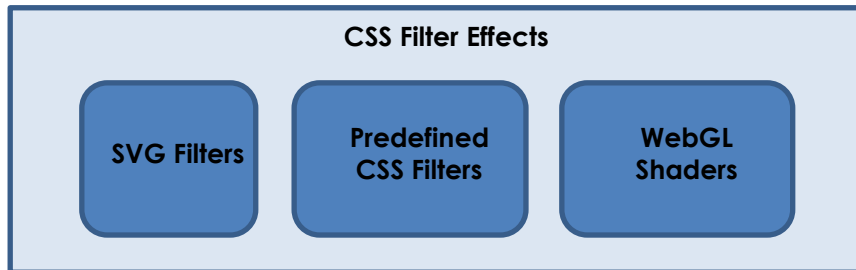 CSS Filter Effects
SVG Filters
Predefined
CSS Filters
WebGL
Shaders